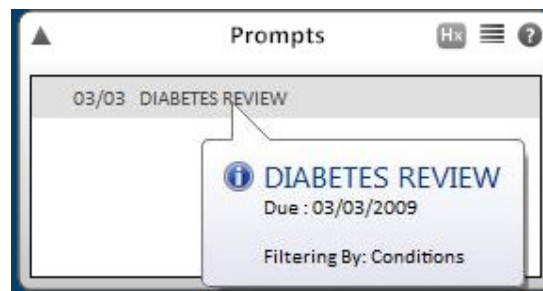 Prompts
Hx
?
03/03 DIABETES REVIEW
i
DIABETES REVIEW
Due : 03/03/2009
Filtering By: Conditions